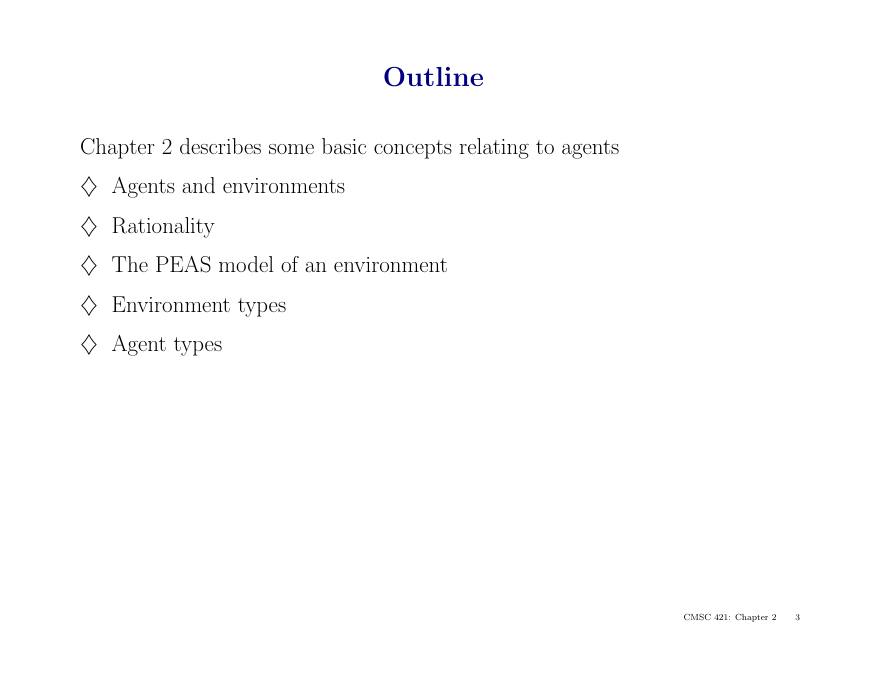 Outline
Chapter 2 describes some basic concepts relating to agents
♢ Agents and environments
♢ Rationality
♢ The PEAS model of an environment
♢ Environment types
♢ Agent types
CMSC 421: Chapter 2 3